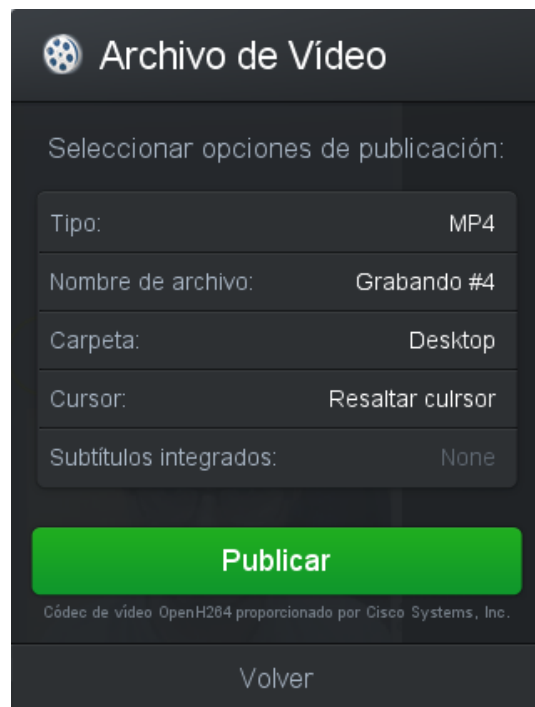 Archivo de Vídeo
Seleccionar opciones de publicación:
Tipo: MP4
Nombre de archivo: Grabando #4
Carpeta: Desktop
Cursor: Resaltar culrsor
Subtítulos integrados: None
Publicar
Códec de vídeo OpenH264 proporcionado por Cisco Systems, Inc.
Volver